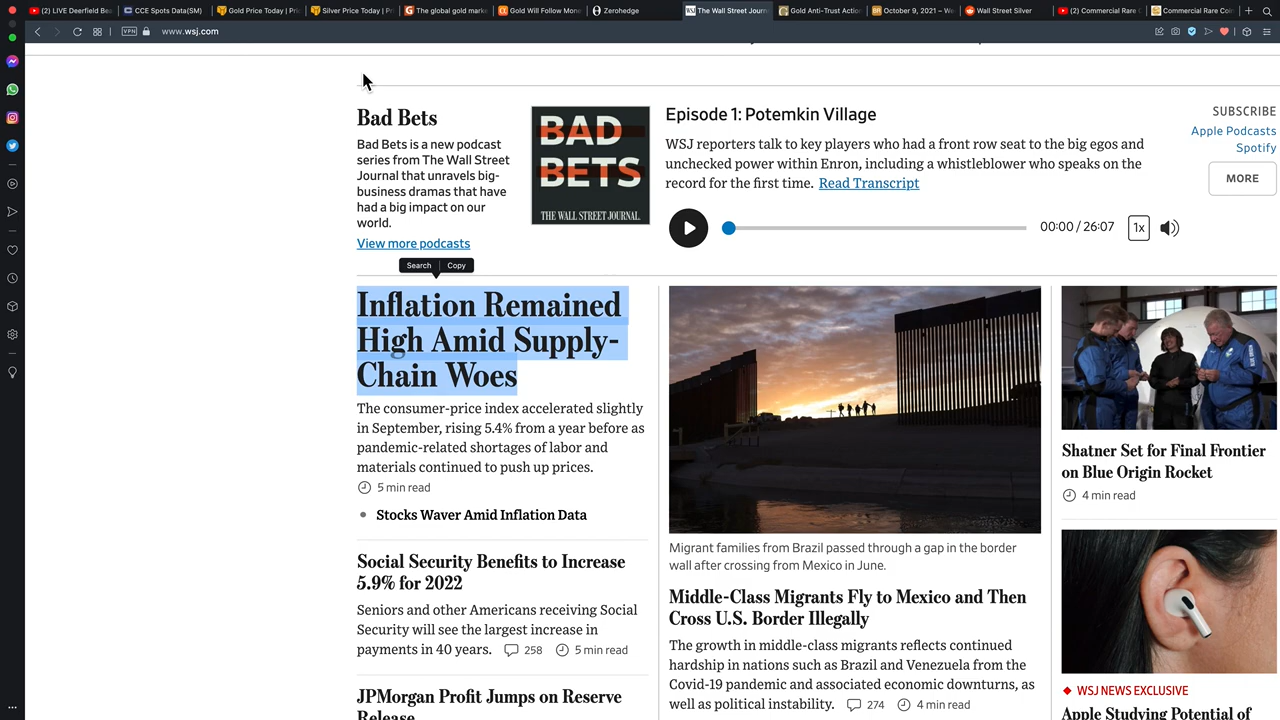 (2) LIVE Deerfield Bea
CCE Spots Data(SM)
Gold Price Today | Pri
Silver Price Today | Pr
The global gold mark
Gold Will Follow Mon
Zerohedge
The Wall Street Journ
Gold Anti-Trust Actio
October 9, 2021 – We
Wall Street Silver
(2) Commercial Rare E
Commercial Rare Coin
VPN
www.wsj.com
Bad Bets
Bad Bets is a new podcast
series from The Wall Street
Journal that unravels big-
business dramas that have
had a big impact on our
world.
View more podcasts
BAD
BETS
THE WALL STREET JOURNAL.
Episode 1: Potemkin Village
WSJ reporters talk to key players who had a front row seat to the big egos and
unchecked power within Enron, including a whistleblower who speaks on the
record for the first time. Read Transcript
00:00 / 26:07
1x
SUBSCRIBE
Apple Podcasts
Spotify
MORE
Search
Copy
Inflation Remained
High Amid Supply-
Chain Woes
The consumer-price index accelerated slightly
in September, rising 5.4% from a year before as
pandemic-related shortages of labor and
materials continued to push up prices.
5 min read
Stocks Waver Amid Inflation Data
Social Security Benefits to Increase
5.9% for 2022
Seniors and other Americans receiving Social
Security will see the largest increase in
payments in 40 years. 258 5 min read
JPMorgan Profit Jumps on Reserve
Release
Migrant families from Brazil passed through a gap in the border
wall after crossing from Mexico in June.
Middle-Class Migrants Fly to Mexico and Then
Cross U.S. Border Illegally
The growth in middle-class migrants reflects continued
hardship in nations such as Brazil and Venezuela from the
Covid-19 pandemic and associated economic downturns, as
well as political instability. 274 4 min read
Shatner Set for Final Frontier
on Blue Origin Rocket
4 min read
WSJ NEWS EXCLUSIVE
Apple Studying Potential of